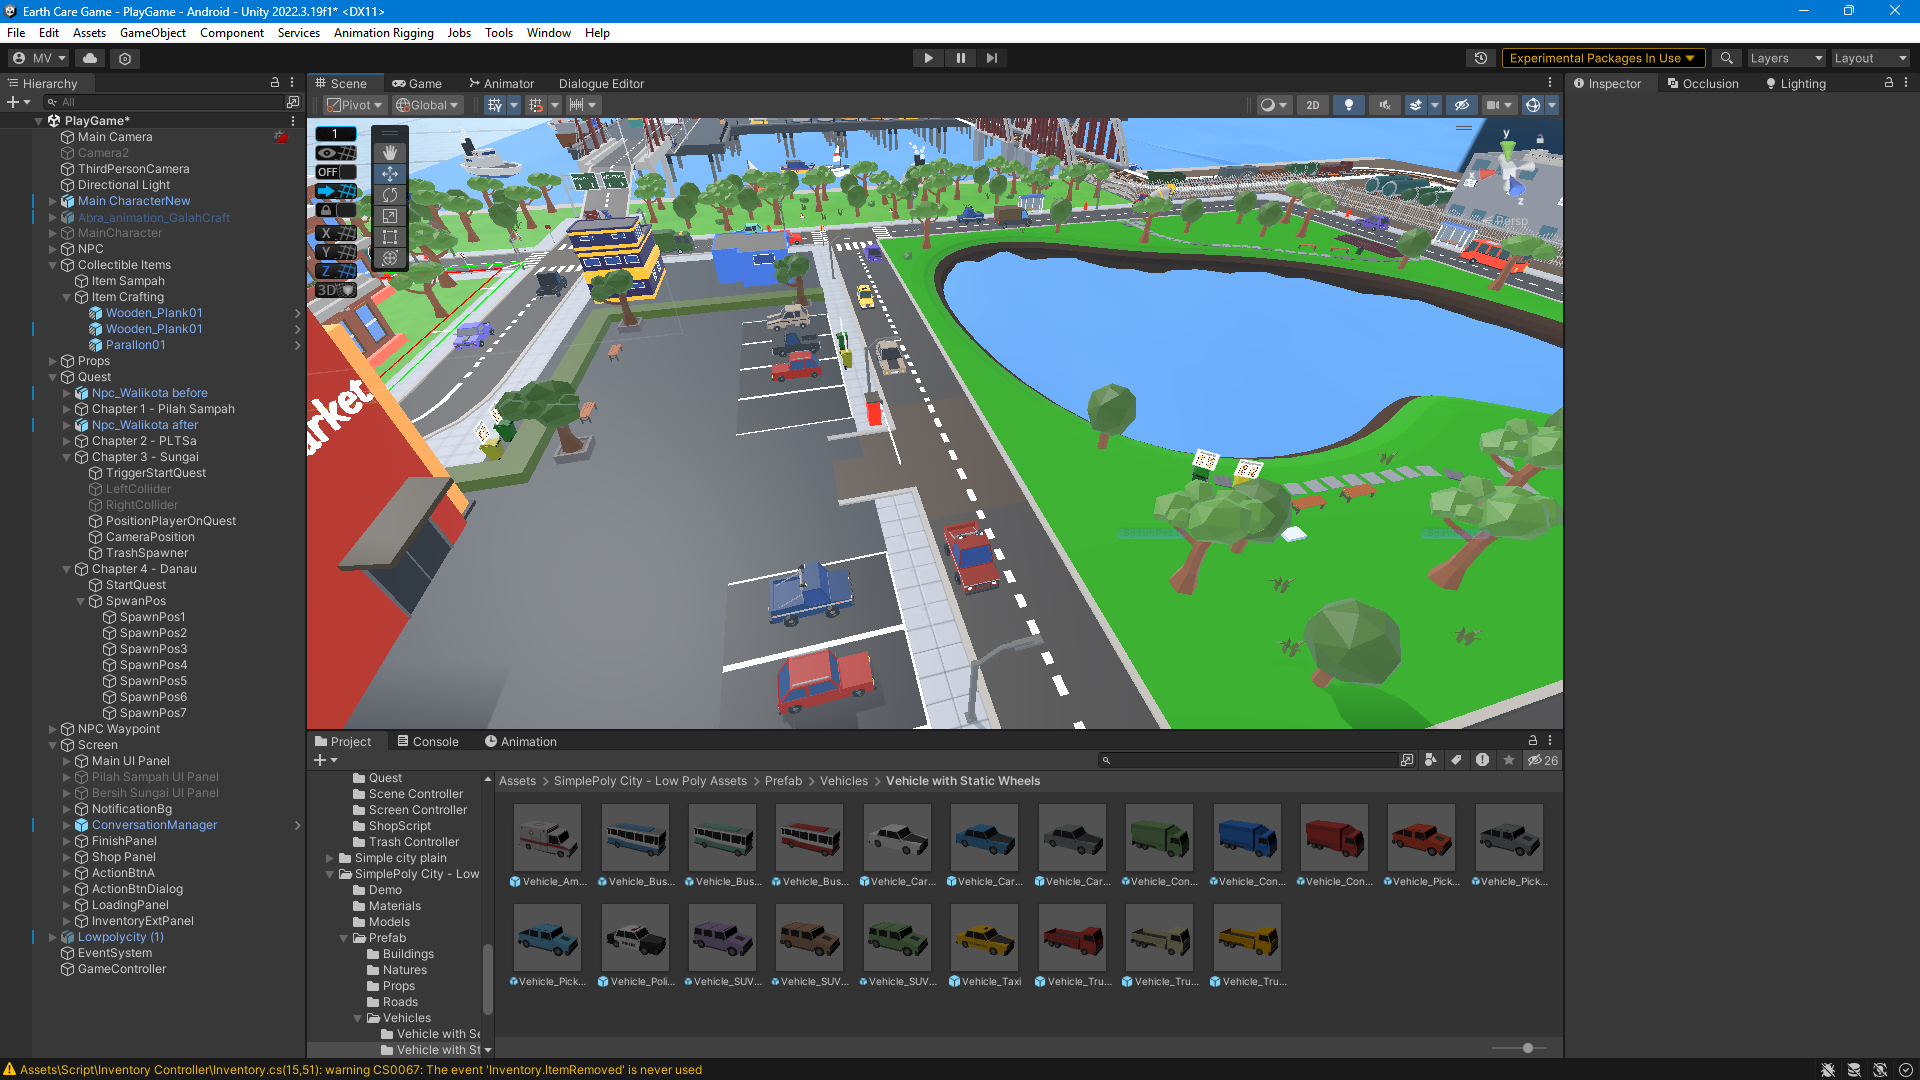 Earth Care Game - PlayGame - Android - Unity 2022.3.19f1* <DX11>
File Edit Assets GameObject Component Services Animation Rigging Jobs Tools Window Help
MV
Experimental Packages In Use
Layers
Layout
Hierarchy
All
PlayGame*
Main Camera
Camera2
ThirdPersonCamera
Directional Light
Main CharacterNew
Abra_animation_GalahCraft
MainCharacter
NPC
Collectible Items
Item Sampah
Item Crafting
Wooden_Plank01
Wooden_Plank01
Parallon01
Props
Quest
Npc_Walikota before
Chapter 1 - Pilah Sampah
Npc_Walikota after
Chapter 2 - PLTSa
Chapter 3 - Sungai
TriggerStartQuest
LeftCollider
RightCollider
PositionPlayerOnQuest
CameraPosition
TrashSpawner
Chapter 4 - Danau
StartQuest
SpwanPos
SpawnPos1
SpawnPos2
SpawnPos3
SpawnPos4
SpawnPos5
SpawnPos6
SpawnPos7
NPC Waypoint
Screen
Main UI Panel
Pilah Sampah UI Panel
Bersih Sungai UI Panel
NotificationBg
ConversationManager
FinishPanel
Shop Panel
ActionBtnA
ActionBtnDialog
LoadingPanel
InventoryExtPanel
Lowpolycity (1)
EventSystem
GameController
Scene Game Animator Dialogue Editor
Pivot Global
2D
1
OFF
X
Y
Z
3D
arket
y
x
z
Persp
Inspector Occlusion Lighting
Project Console Animation
26
Quest
Scene Controller
Screen Controller
ShopScript
Trash Controller
Simple city plain
SimplePoly City - Low
Demo
Materials
Models
Prefab
Buildings
Natures
Props
Roads
Vehicles
Vehicle with Se
Vehicle with St
Assets > SimplePoly City - Low Poly Assets > Prefab > Vehicles > Vehicle with Static Wheels
Vehicle_Am... Vehicle_Bus... Vehicle_Bus... Vehicle_Bus... Vehicle_Car... Vehicle_Car... Vehicle_Car... Vehicle_Con... Vehicle_Con... Vehicle_Con... Vehicle_Pick... Vehicle_Pick...
Vehicle_Pick... Vehicle_Poli... Vehicle_SUV... Vehicle_SUV... Vehicle_SUV... Vehicle_Taxi Vehicle_Tru... Vehicle_Tru... Vehicle_Tru...
Assets\Script\Inventory Controller\Inventory.cs(15,51): warning CS0067: The event 'Inventory.ItemRemoved' is never used